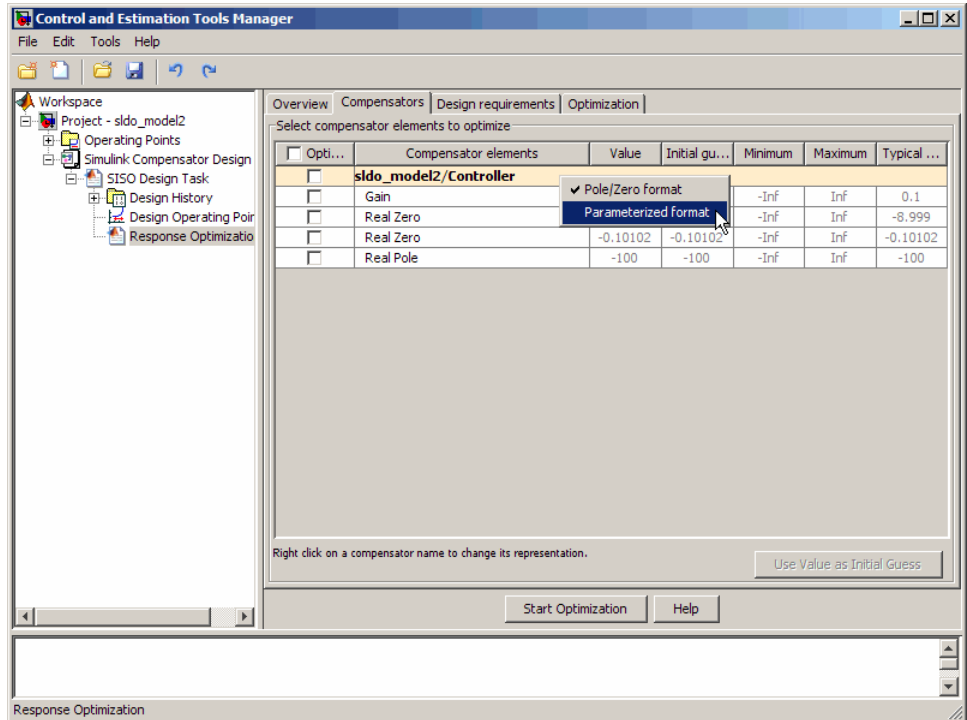 Control and Estimation Tools Manager
File Edit Tools Help
Workspace
Project - sldo_model2
Operating Points
Simulink Compensator Design
SISO Design Task
Design History
Design Operating Poir
Response Optimizatio
Overview Compensators Design requirements Optimization
Select compensator elements to optimize
Opti... Compensator elements Value Initial gu... Minimum Maximum Typical ...
sldo_model2/Controller
Pole/Zero format
Parameterized format
Gain -Inf Inf 0.1
Real Zero -Inf Inf -8.999
Real Zero -0.10102 -0.10102 -Inf Inf -0.10102
Real Pole -100 -100 -Inf Inf -100
Right click on a compensator name to change its representation.
Use Value as Initial Guess
Start Optimization Help
Response Optimization